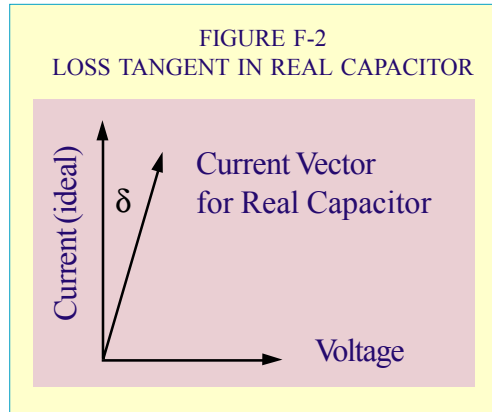 FIGURE F-2
LOSS TANGENT IN REAL CAPACITOR
Current (ideal)
δ
Current Vector
for Real Capacitor
Voltage